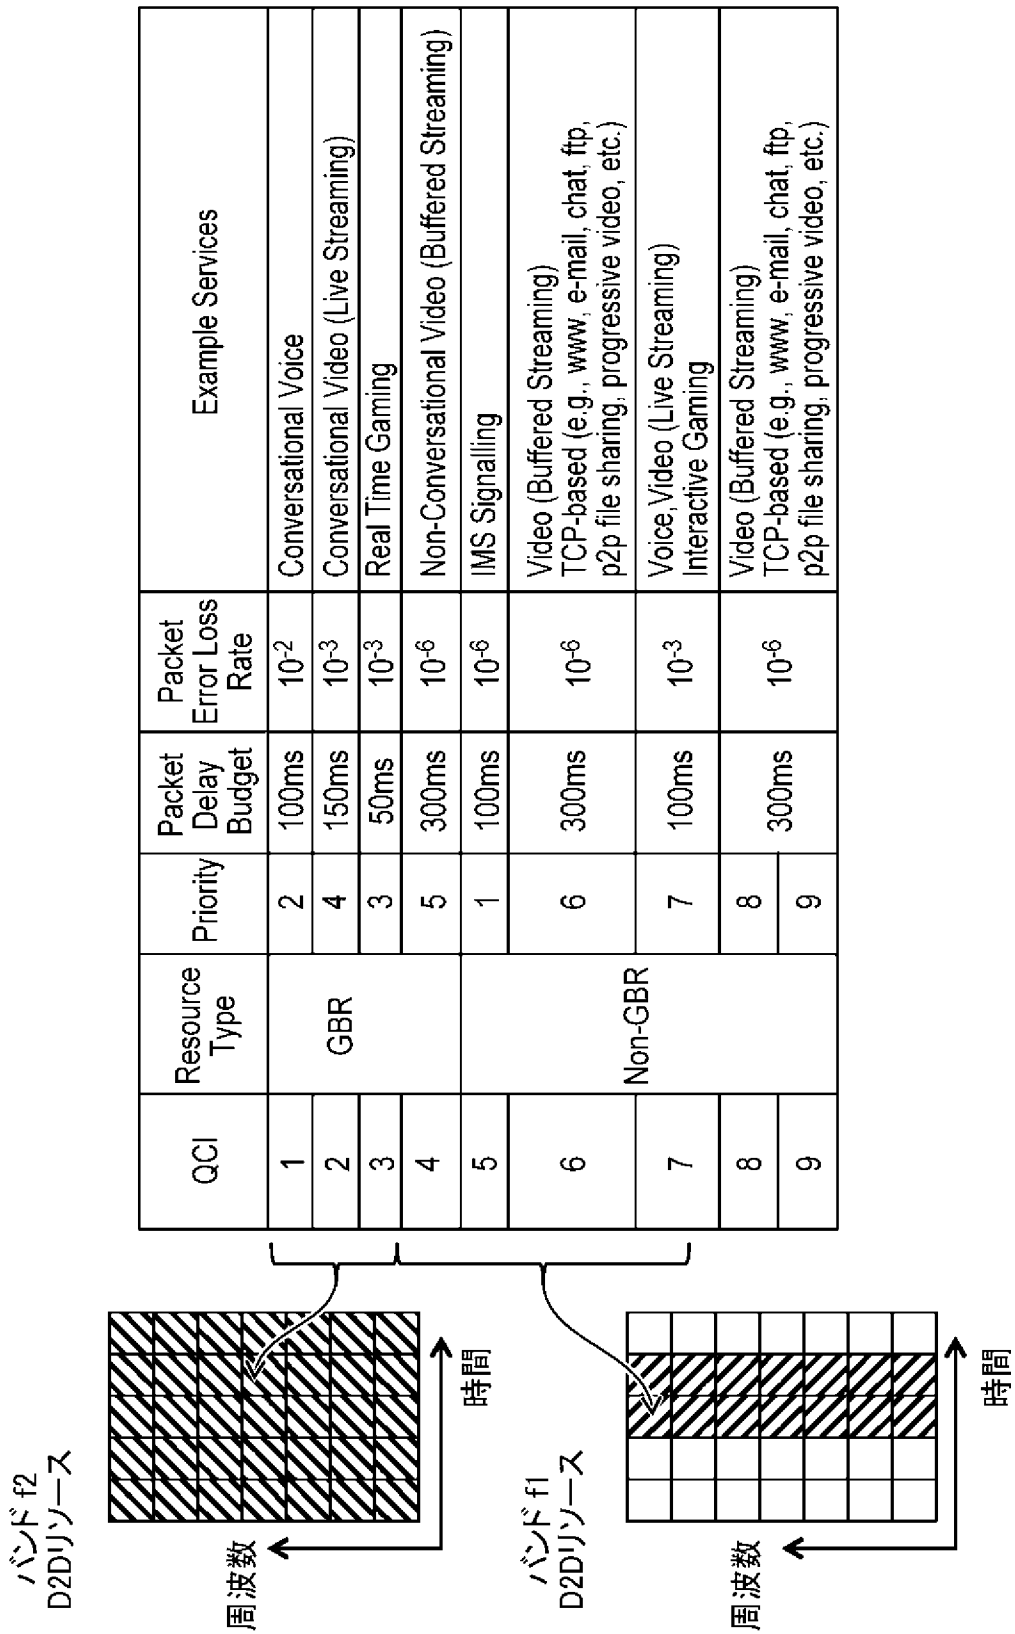 QCI
Resource
Type
Priority
Packet
Delay
Budget
Packet
Error Loss
Rate
Example Services
1
GBR
2
100ms
10-2
Conversational Voice
2
4
150ms
10-3
Conversational Video (Live Streaming)
3
3
50ms
10-3
Real Time Gaming
4
5
300ms
10-6
Non-Conversational Video (Buffered Streaming)
5
Non-GBR
1
100ms
10-6
IMS Signalling
6
6
300ms
10-6
Video (Buffered Streaming)
TCP-based (e.g., www, e-mail, chat, ftp,
p2p file sharing, progressive video, etc.)
7
7
100ms
10-3
Voice,Video (Live Streaming)
Interactive Gaming
8
8
300ms
10-6
Video (Buffered Streaming)
TCP-based (e.g., www, e-mail, chat, ftp,
p2p file sharing, progressive video, etc.)
9
9
バンド f2
D2Dリソース
周波数
時間
バンド f1
D2Dリソース
周波数
時間